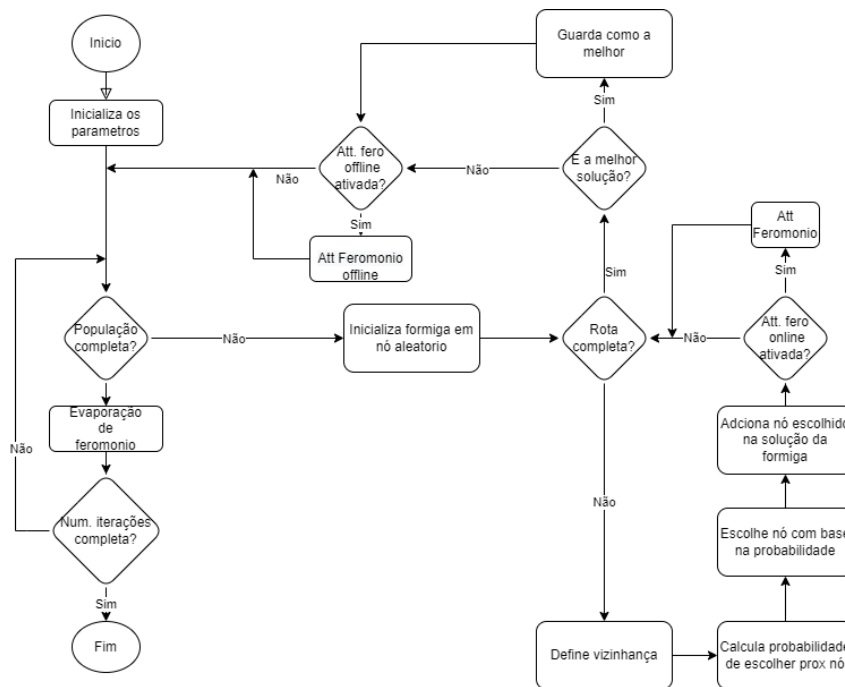 Inicio
Inicializa os
parametros
Guarda como a
melhor
Sim
É a melhor
solução?
Não
Att. fero
offline
ativada?
Não
Sim
Att Feromonio
offline
Sim
Att
Feromonio
Sim
Att. fero
online
ativada?
Não
População
completa?
Não
Inicializa formiga em
nó aleatorio
Rota
completa?
Evaporação
de
feromonio
Não
Num. iterações
completa?
Sim
Fim
Não
Define vizinhança
Calcula probabilidade
de escolher prox nó
Escolhe nó com base
na probabilidade
Adciona nó escolhido
na solução da
formiga